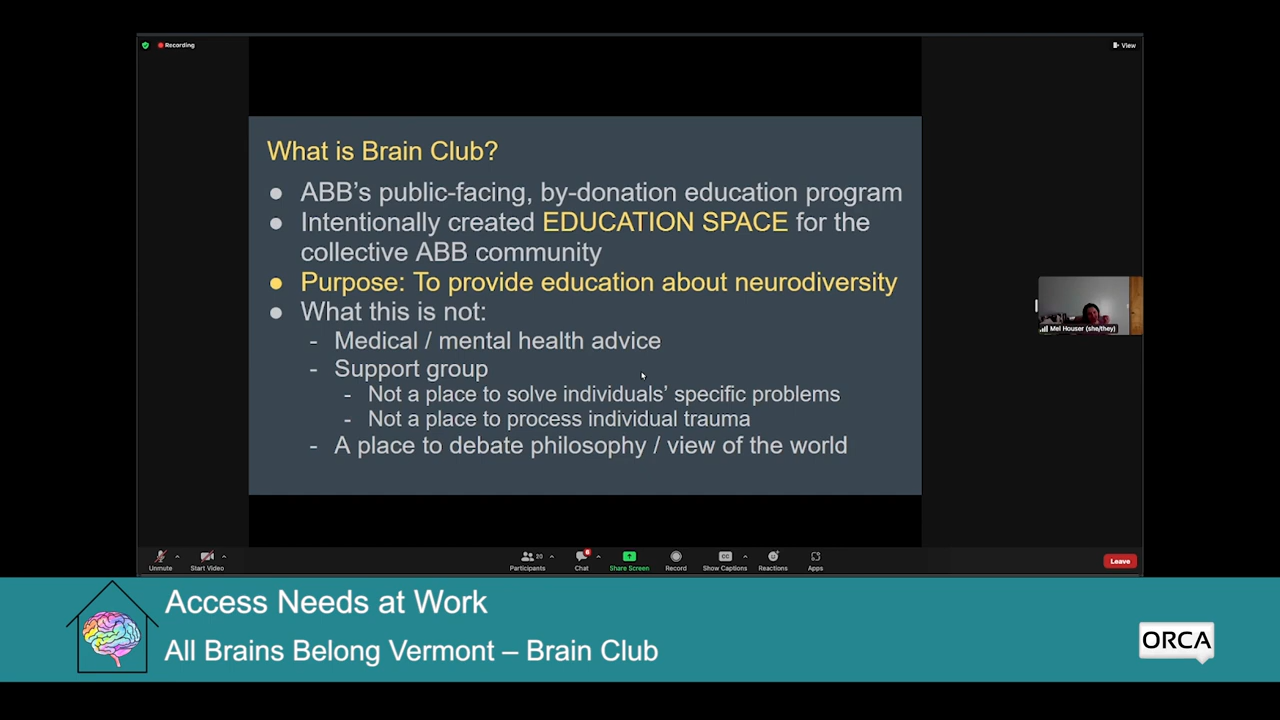 Recording
View
What is Brain Club?
● ABB's public-facing, by-donation education program
● Intentionally created EDUCATION SPACE for the
collective ABB community
● Purpose: To provide education about neurodiversity
● What this is not:
- Medical / mental health advice
- Support group
- Not a place to solve individuals' specific problems
- Not a place to process individual trauma
- A place to debate philosophy / view of the world
Mel Houser (she/they)
Unmute
Start Video
20
Participants
8
Chat
Share Screen
Record
CC
Show Captions
Reactions
Apps
Leave
Access Needs at Work
All Brains Belong Vermont – Brain Club
ORCA